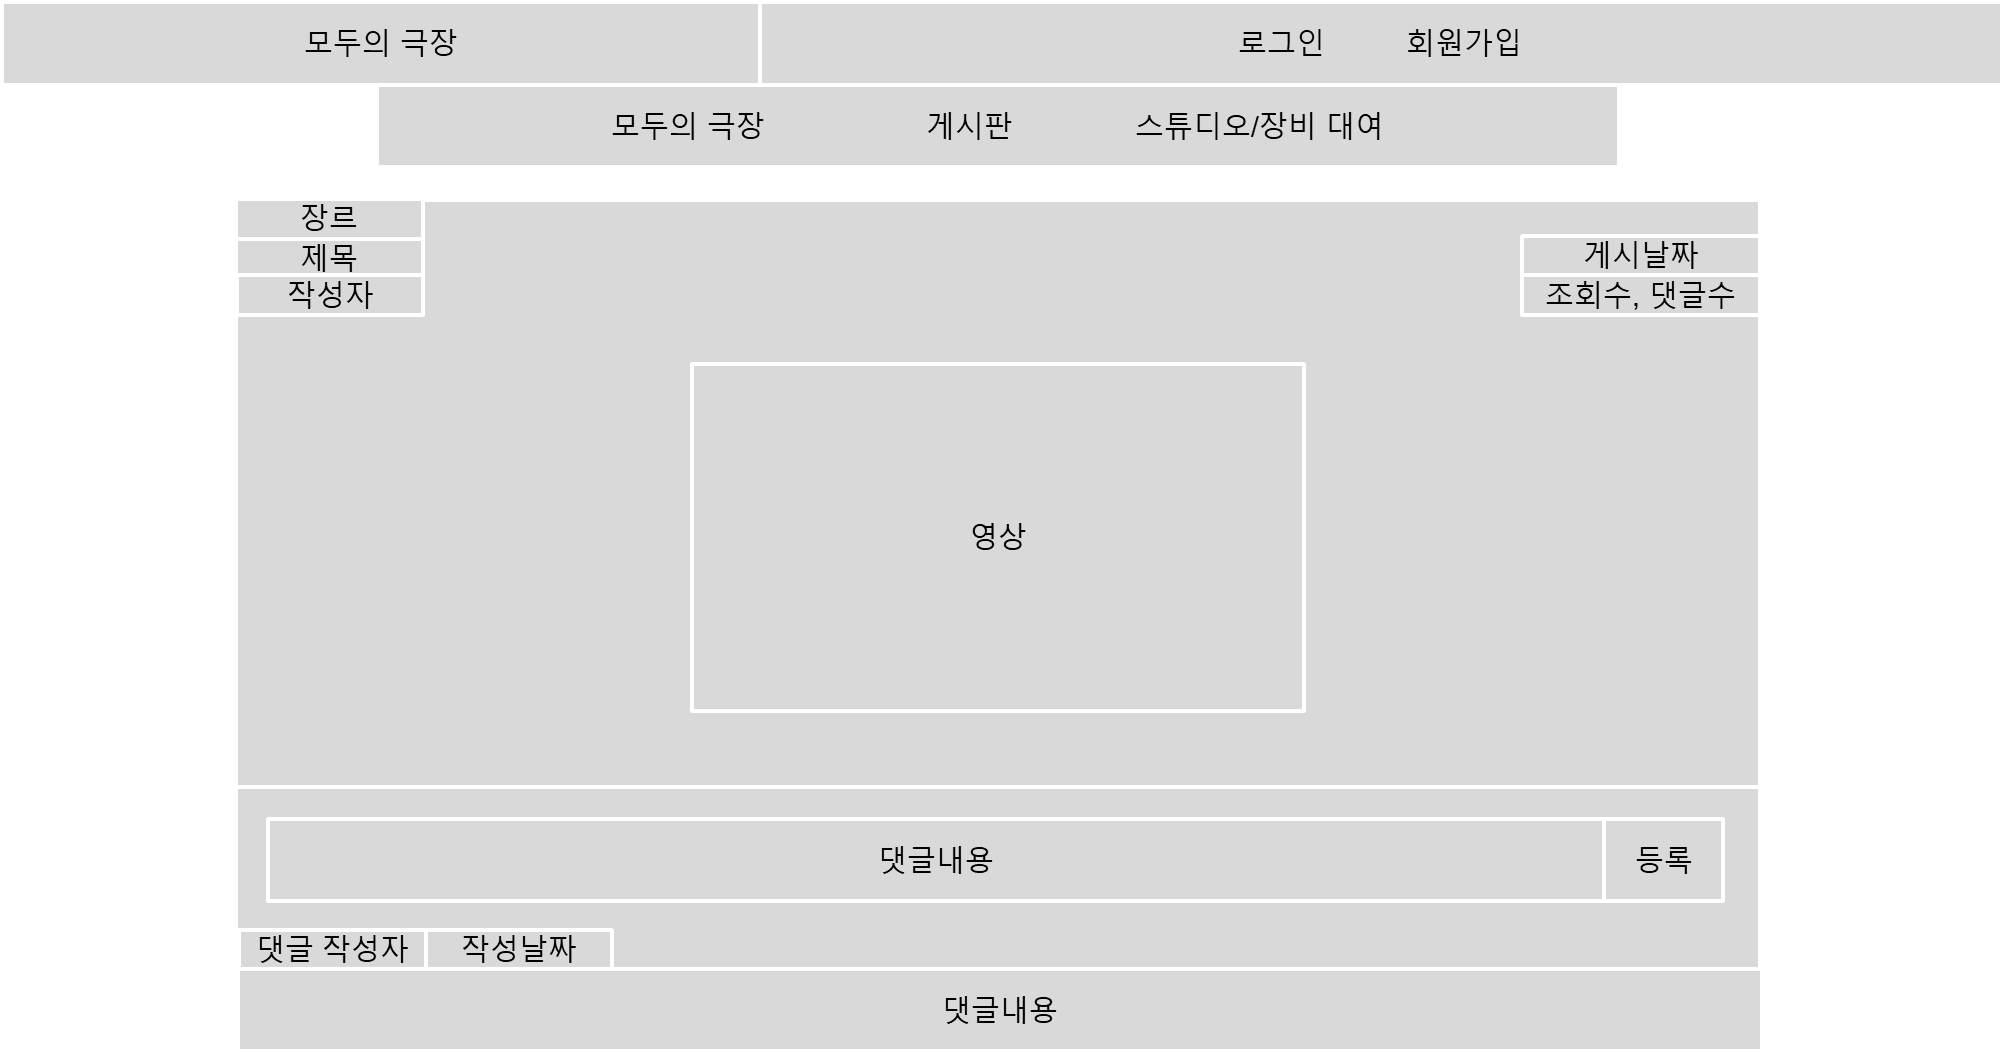 모두의 극장 로그인 회원가입
모두의 극장 게시판 스튜디오/장비 대여
장르
제목
작성자
게시날짜
조회수, 댓글수
영상
댓글내용 등록
댓글 작성자 작성날짜
댓글내용